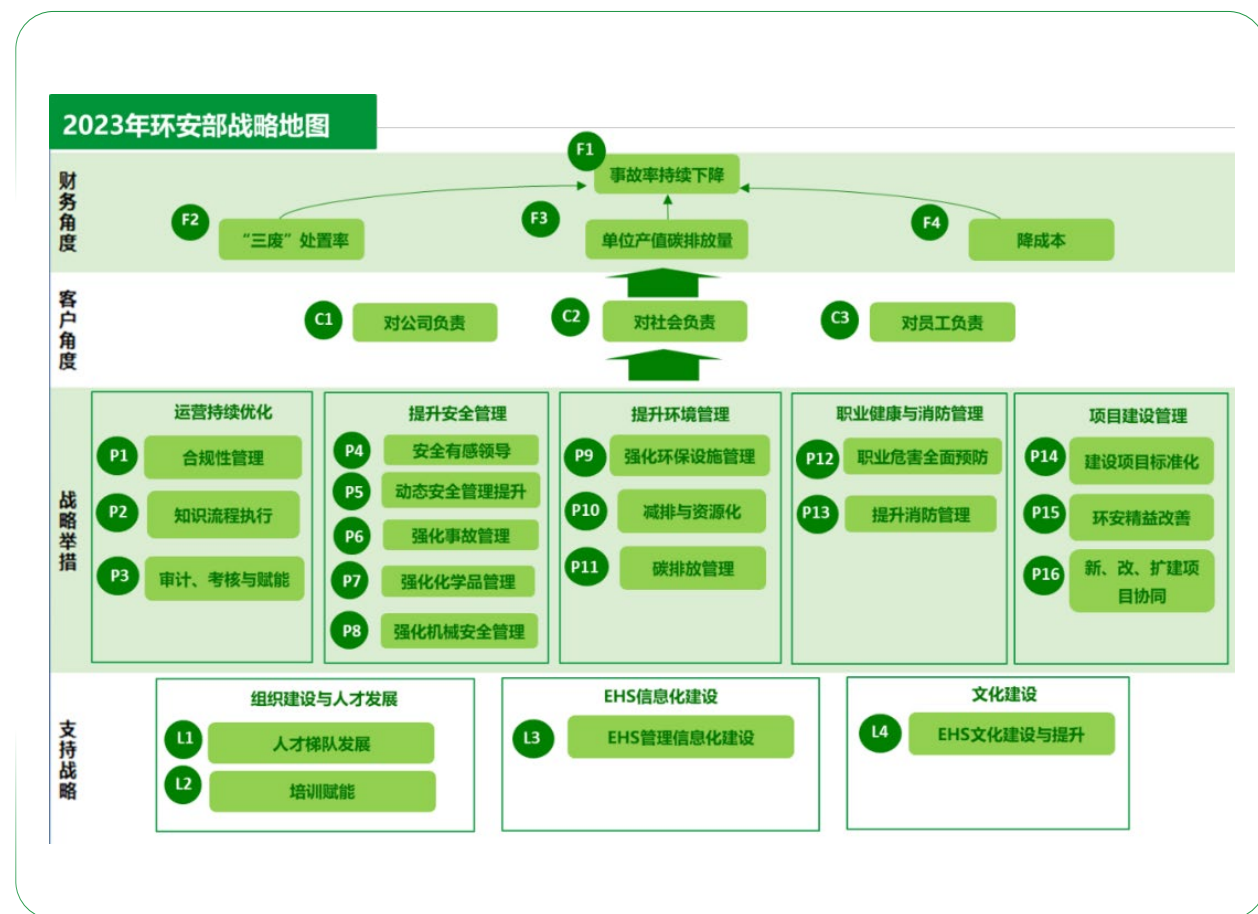 2023年环安部战略地图
财务角度
F1
事故率持续下降
F2
“三废”处置率
F3
单位产值碳排放量
F4
降成本
客户角度
C1
对公司负责
C2
对社会负责
C3
对员工负责
战略举措
运营持续优化
P1
合规性管理
P2
知识流程执行
P3
审计、考核与赋能
提升安全管理
P4
安全有感领导
P5
动态安全管理提升
P6
强化事故管理
P7
强化化学品管理
P8
强化机械安全管理
提升环境管理
P9
强化环保设施管理
P10
减排与资源化
P11
碳排放管理
职业健康与消防管理
P12
职业危害全面预防
P13
提升消防管理
项目建设管理
P14
建设项目标准化
P15
环安精益改善
P16
新、改、扩建项
目协同
支持战略
组织建设与人才发展
L1
人才梯队发展
L2
培训赋能
EHS信息化建设
L3
EHS管理信息化建设
文化建设
L4
EHS文化建设与提升